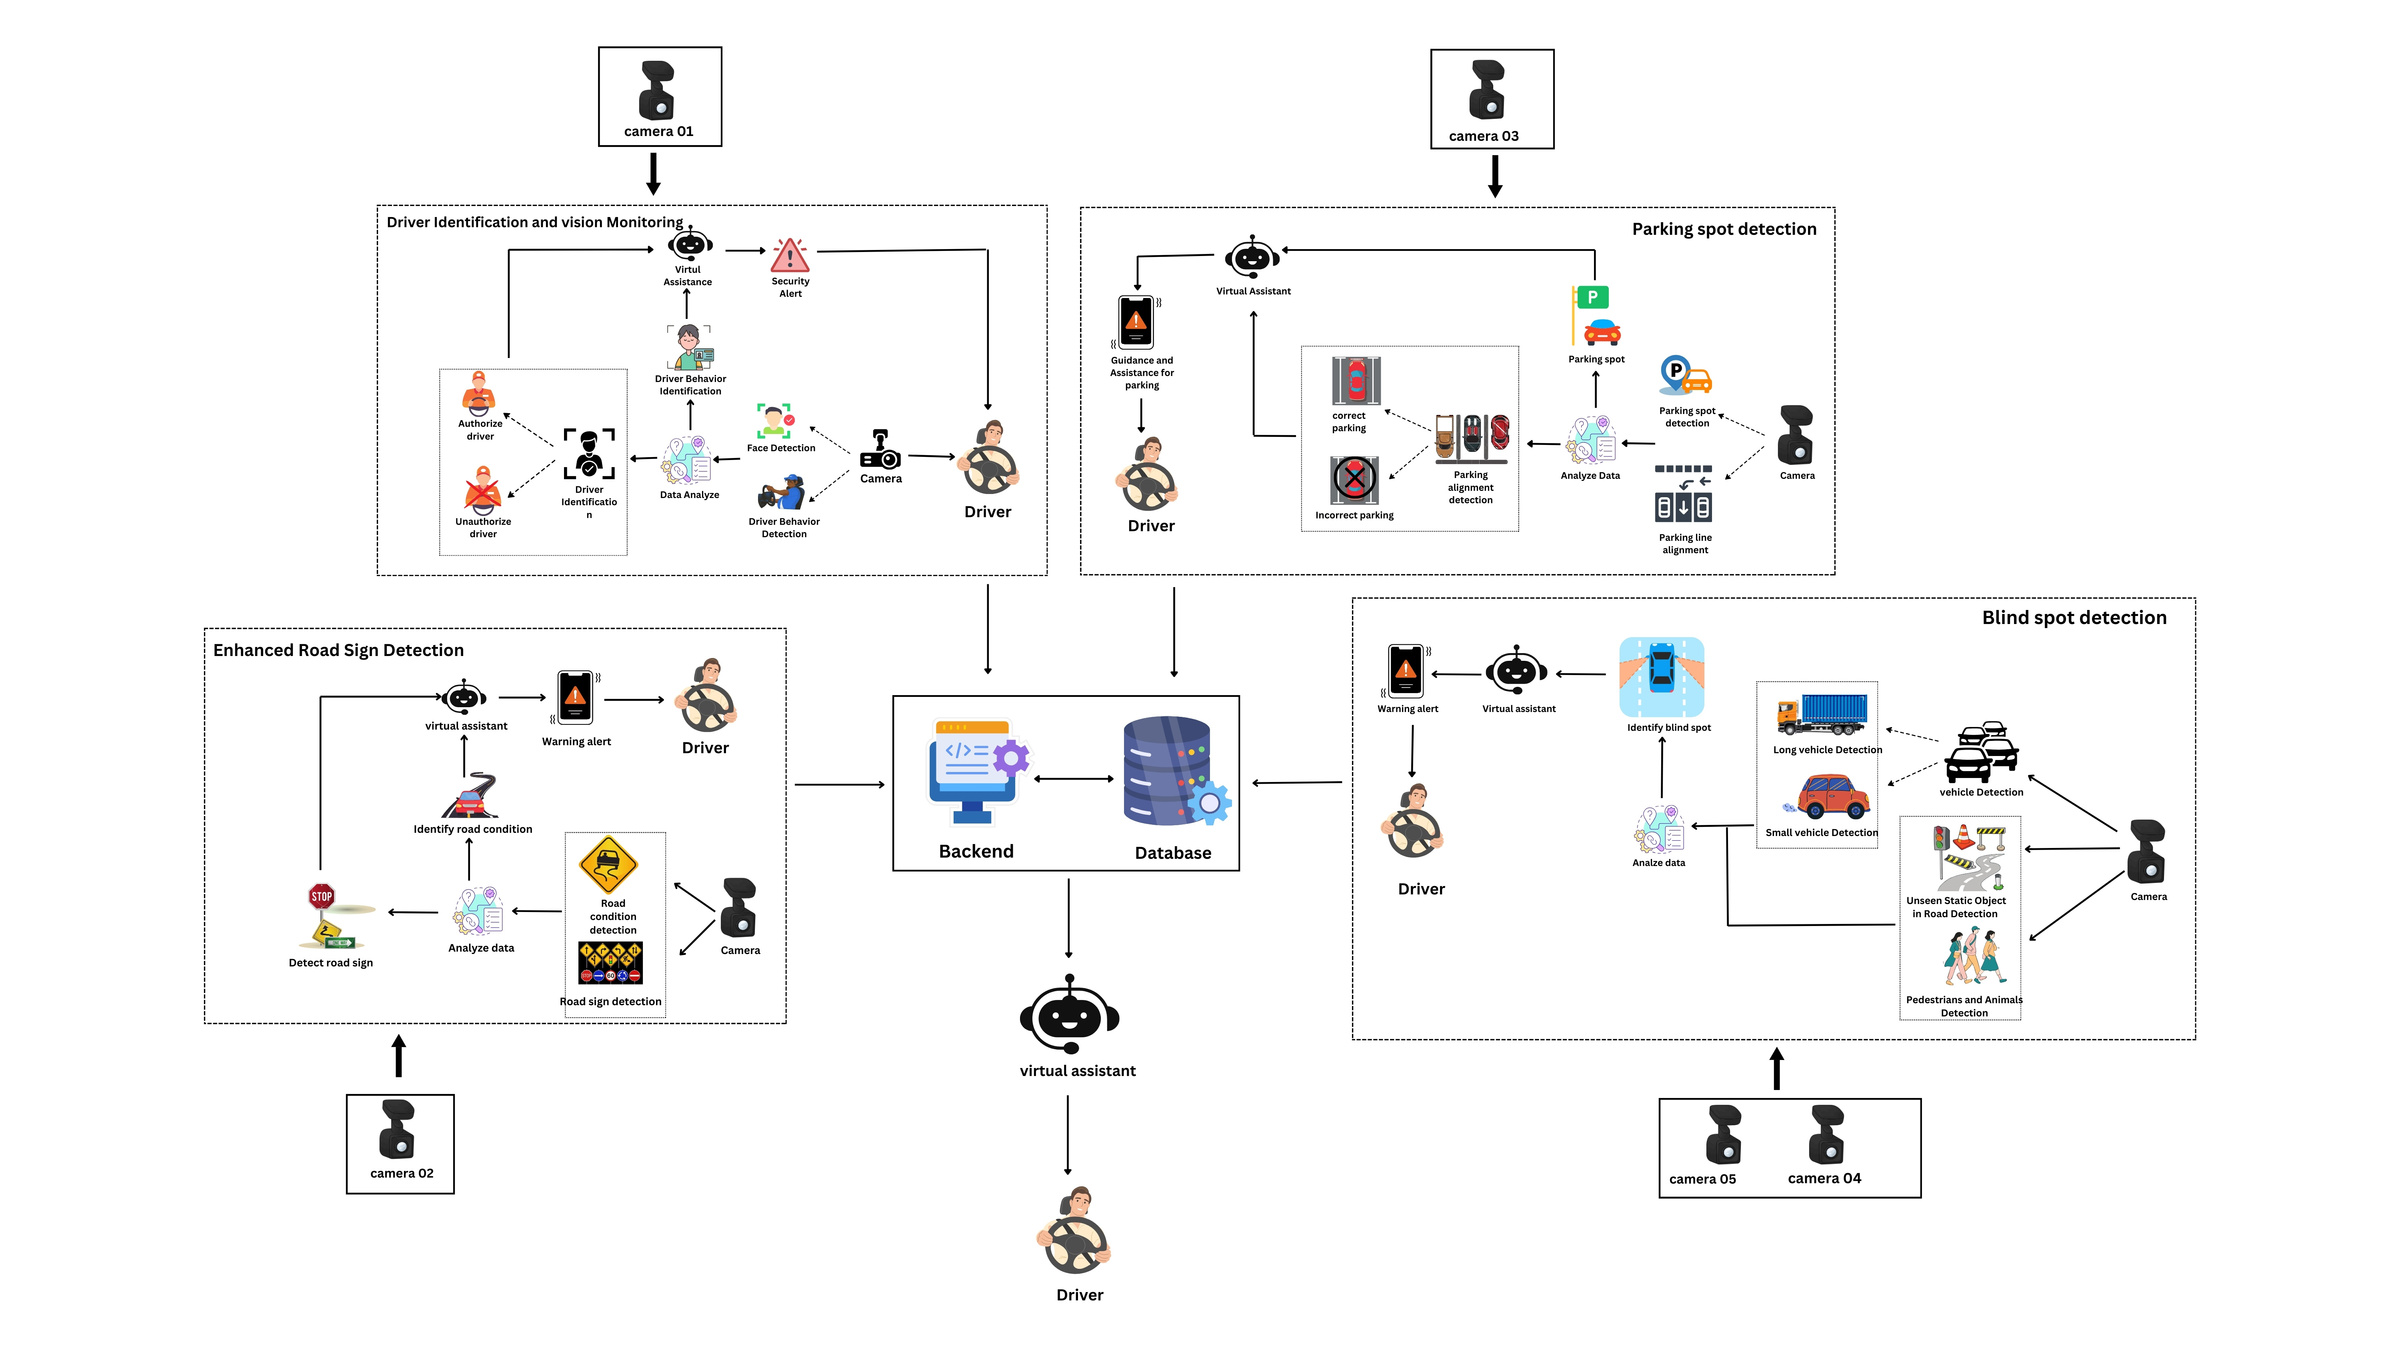 camera 01
camera 03
Driver Identification and vision Monitoring
Virtul
Assistance
Security
Alert
Driver Behavior
Identification
Authorize
driver
Unauthorize
driver
Driver
Identificatio
n
Data Analyze
Face Detection
Driver Behavior
Detection
Camera
Driver
Parking spot detection
Virtual Assistant
Guidance and
Assistance for
parking
Driver
correct
parking
Incorrect parking
Parking
alignment
detection
P
Parking spot
Analyze Data
P
Parking spot
detection
Parking line
alignment
Camera
Enhanced Road Sign Detection
virtual assistant
Warning alert
Driver
Identify road condition
STOP
Detect road sign
Analyze data
Road
condition
detection
Road sign detection
Camera
Backend
Database
Blind spot detection
Warning alert
Virtual assistant
Identify blind spot
Driver
Analze data
Long vehicle Detection
Small vehicle Detection
vehicle Detection
Unseen Static Object
in Road Detection
Pedestrians and Animals
Detection
Camera
virtual assistant
Driver
camera 02
camera 05
camera 04